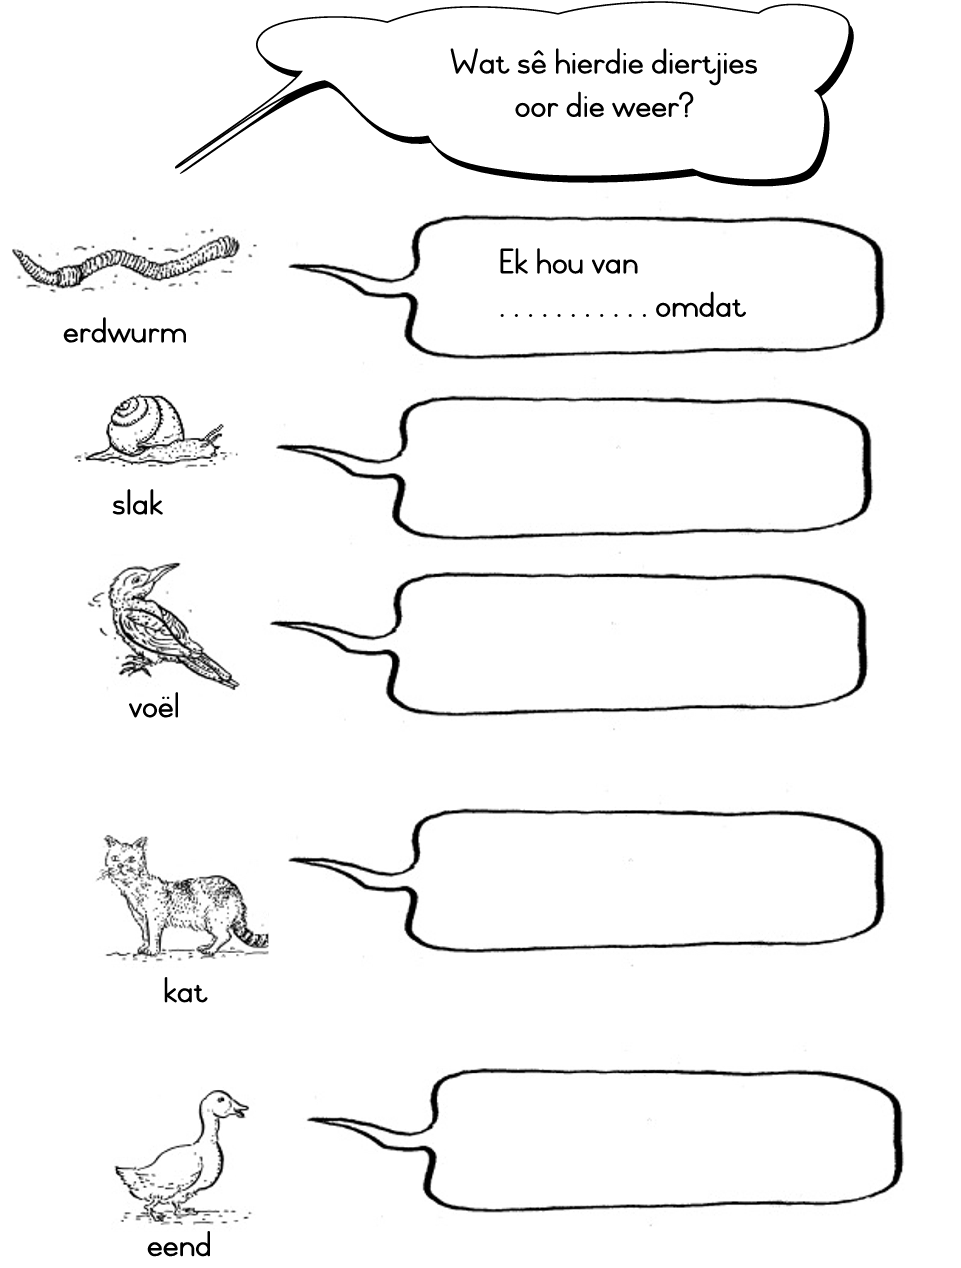 Wat sê hierdie diertjies
oor die weer?
Ek hou van
. . . . . . . . . . . omdat
erdwurm
slak
voël
kat
eend